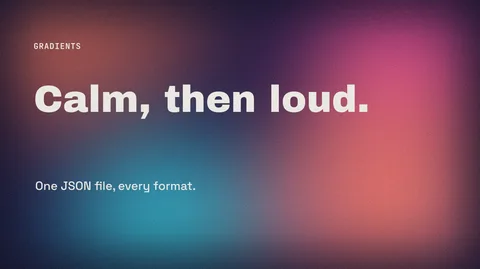 GRADIENTS
Calm, then loud.
One JSON file, every format.